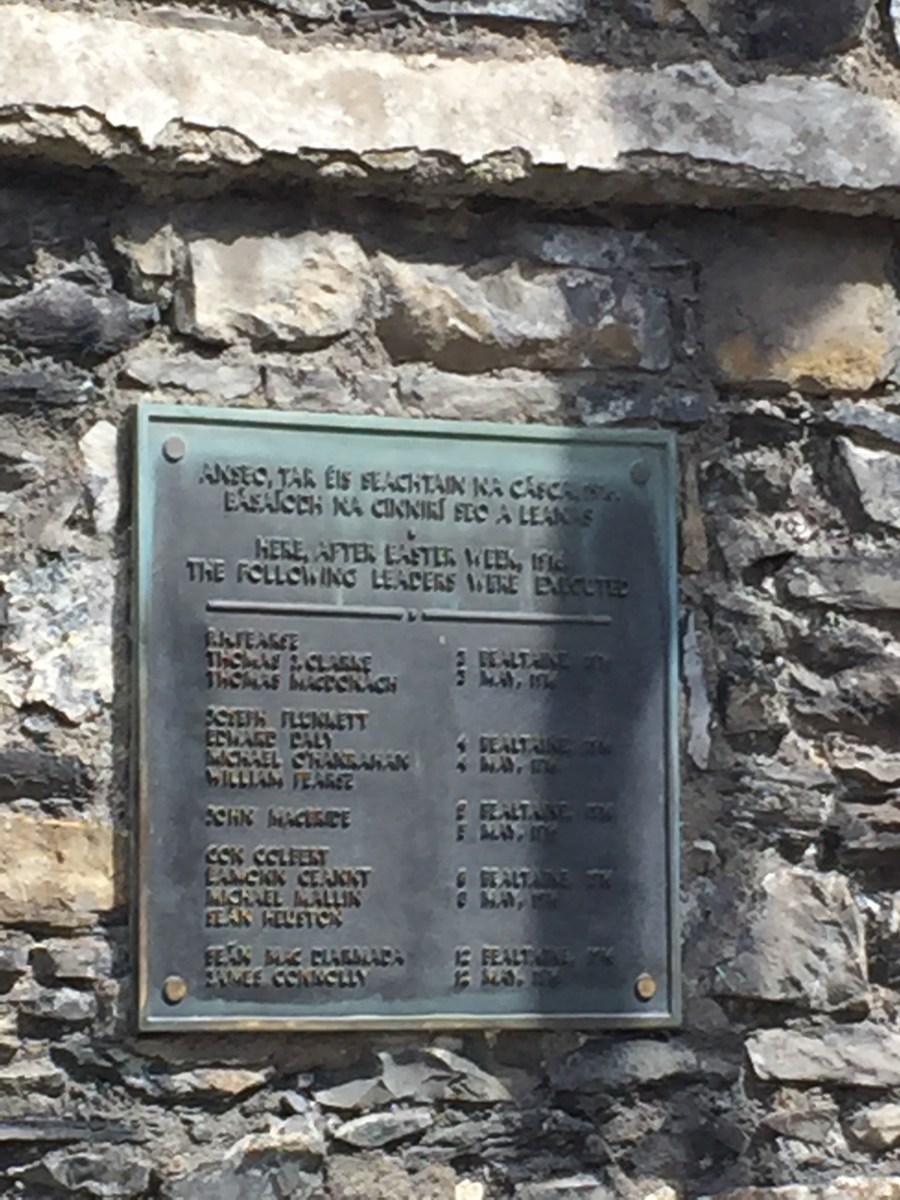 ANSEO, TAR ÉIS SEACHTAIN NA CÁSCA, 1916,
BÁSAÍODH NA CINNIRÍ SEO A LEANAS
HERE, AFTER EASTER WEEK, 1916,
THE FOLLOWING LEADERS WERE EXECUTED
P.H. PEARSE
THOMAS J. CLARKE 3 BEALTAINE 1916
THOMAS MACDONAGH 3 MAY, 1916
JOSEPH PLUNKETT
EDWARD DALY 4 BEALTAINE 1916
MICHAEL O'HANRAHAN 4 MAY, 1916
WILLIAM PEARSE
JOHN MACBRIDE 5 BEALTAINE 1916
5 MAY, 1916
CON COLBERT
EAMONN CEANNT 8 BEALTAINE 1916
MICHAEL MALLIN 8 MAY, 1916
SEÁN HEUSTON
SEÁN MAC DIARMADA 12 BEALTAINE 1916
JAMES CONNOLLY 12 MAY, 1916